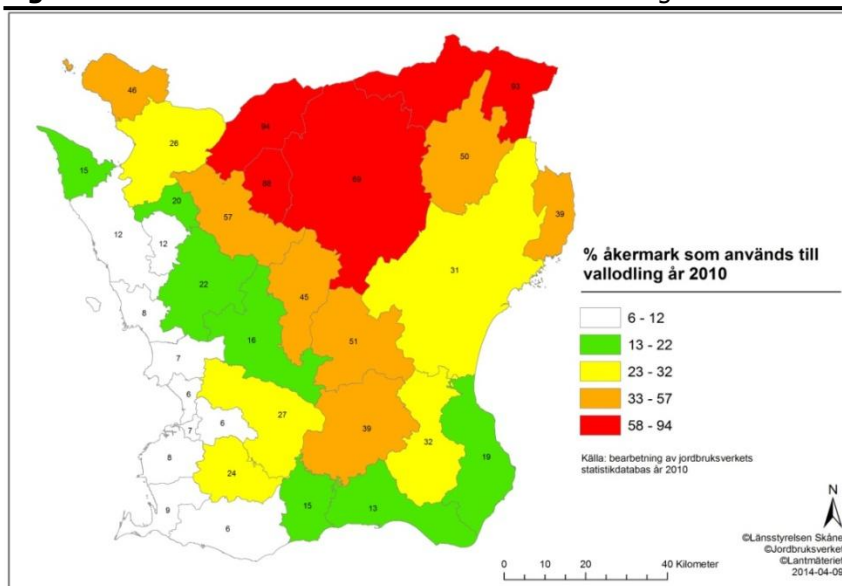 46
26
94
93
15
50
57
20
39
12
12
31
22
45
8
16
51
7
6
27
6
7
39
32
8
24
19
15
13
9
6
% åkermark som används till
vallodling år 2010
6 - 12
13 - 22
23 - 32
33 - 57
58 - 94
Källa: bearbetning av jordbruksverkets
statistikdatabas år 2010
N
0 10 20 40 Kilometer
©Länsstyrelsen Skåne
©Jordbruksverket
©Lantmäteriet
2014-04-09